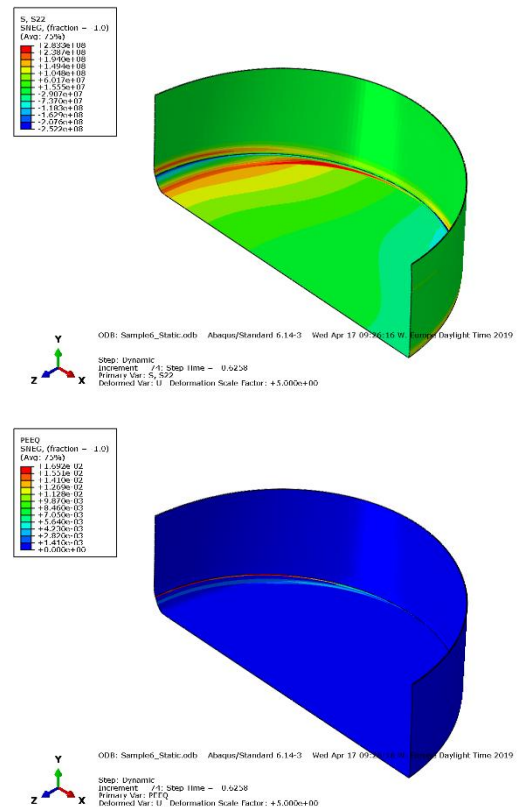 S, S22
SNEG, (fraction = -1.0)
(Avg: 75%)
+2.833e+08
+2.387e+08
+1.940e+08
+1.494e+08
+1.048e+08
+6.017e+07
+1.555e+07
-2.907e+07
-7.370e+07
-1.183e+08
-1.629e+08
-2.076e+08
-2.522e+08
Y
Z X
ODB: Sample6_Static.odb Abaqus/Standard 6.14-3 Wed Apr 17 09:26:16 W. Europe Daylight Time 2019
Step: Dynamic
Increment 74: Step Time = 0.6258
Primary Var: S, S22
Deformed Var: U Deformation Scale Factor: +5.000e+00
PEEQ
SNEG, (fraction = -1.0)
(Avg: 75%)
+1.692e-02
+1.551e-02
+1.410e-02
+1.269e-02
+1.128e-02
+9.870e-03
+8.460e-03
+7.050e-03
+5.640e-03
+4.230e-03
+2.820e-03
+1.410e-03
+0.000e+00
Y
Z X
ODB: Sample6_Static.odb Abaqus/Standard 6.14-3 Wed Apr 17 Daylight Time 2019
Step: Dynamic
Increment 74: Step Time = 0.6258
Primary Var: PEEQ
Deformed Var: U Deformation Scale Factor: +5.000e+00